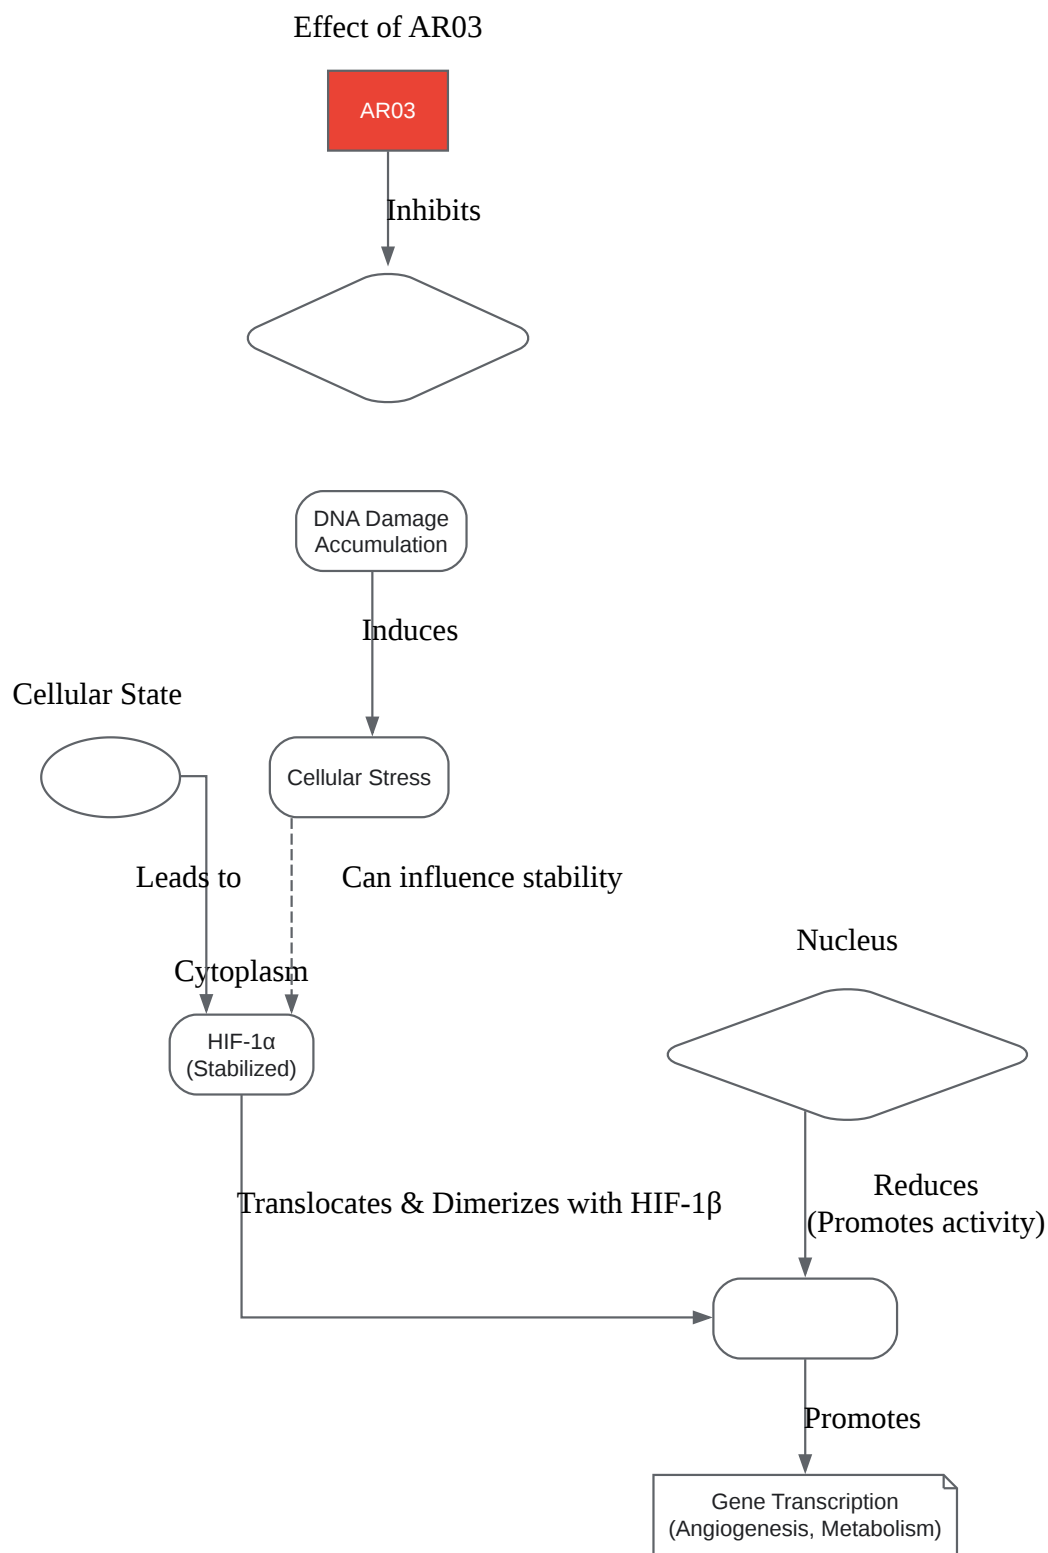 Effect of AR03
AR03
Inhibits
DNA Damage
Accumulation
Induces
Cellular State
Cellular Stress
Leads to
Can influence stability
Nucleus
Cytoplasm
HIF-1α
(Stabilized)
Translocates & Dimerizes with HIF-1β
Reduces
(Promotes activity)
Promotes
Gene Transcription
(Angiogenesis, Metabolism)